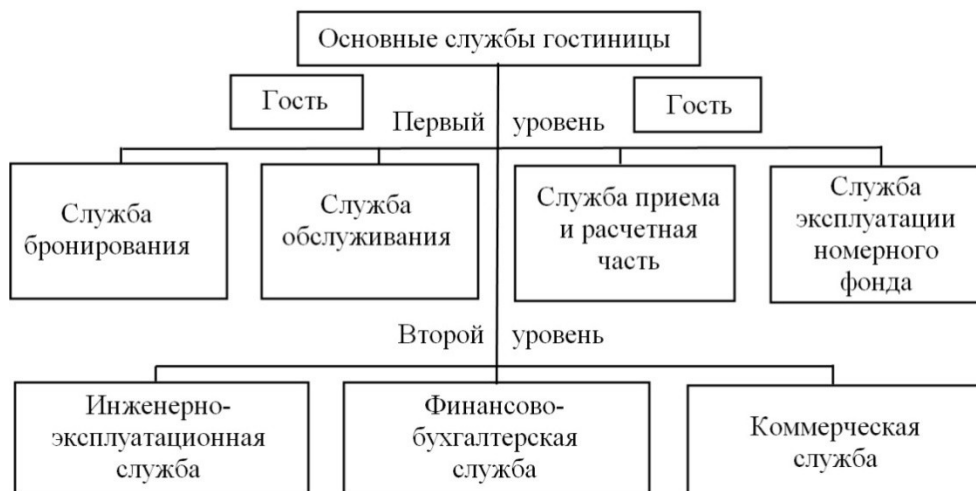 Основные службы гостиницы
Гость
Гость
Первый уровень
Служба
бронирования
Служба
обслуживания
Служба приема
и расчетная
часть
Служба
эксплуатации
номерного
фонда
Второй уровень
Инженерно-
эксплуатационная
служба
Финансово-
бухгалтерская
служба
Коммерческая
служба